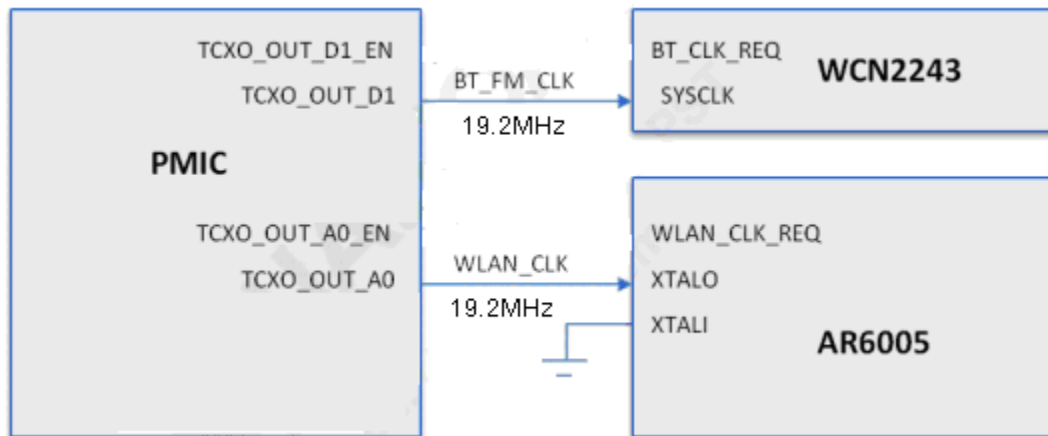 TCXO_OUT_D1_EN
TCXO_OUT_D1
PMIC
TCXO_OUT_A0_EN
TCXO_OUT_A0
BT_FM_CLK
19.2MHz
WLAN_CLK
19.2MHz
BT_CLK_REQ
SYSCLK
WCN2243
WLAN_CLK_REQ
XTALO
XTALI
AR6005